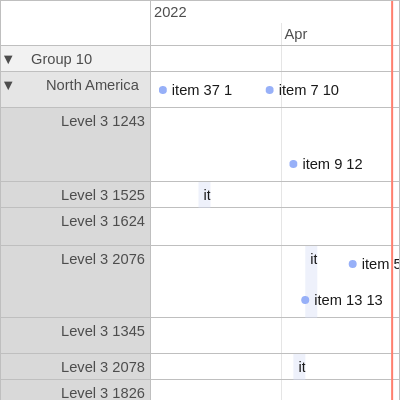 2022
Apr
▼ Group 10
▼ North America
item 37 1
item 7 10
Level 3 1243
item 9 12
Level 3 1525
it
Level 3 1624
Level 3 2076
it
item 5
item 13 13
Level 3 1345
Level 3 2078
it
Level 3 1826